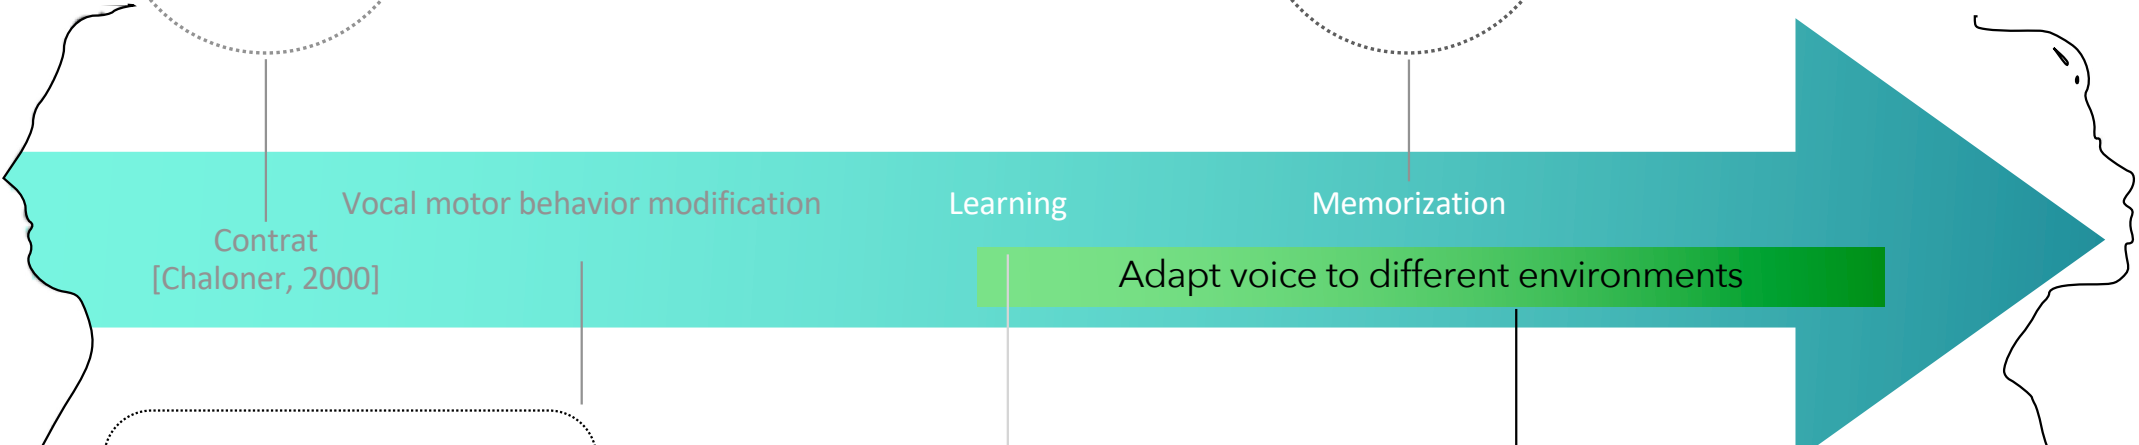 Vocal motor behavior modification
Learning
Memorization
Contrat
[Chaloner, 2000]
Adapt voice to different environments